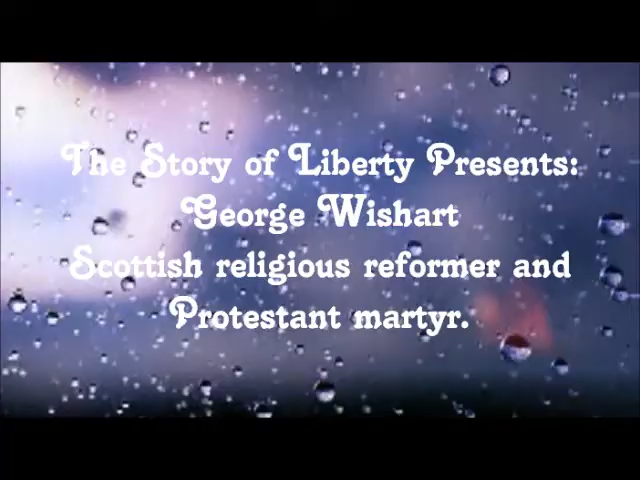 The Story of Liberty Presents:
George Wishart
Scottish religious reformer and
Protestant martyr.